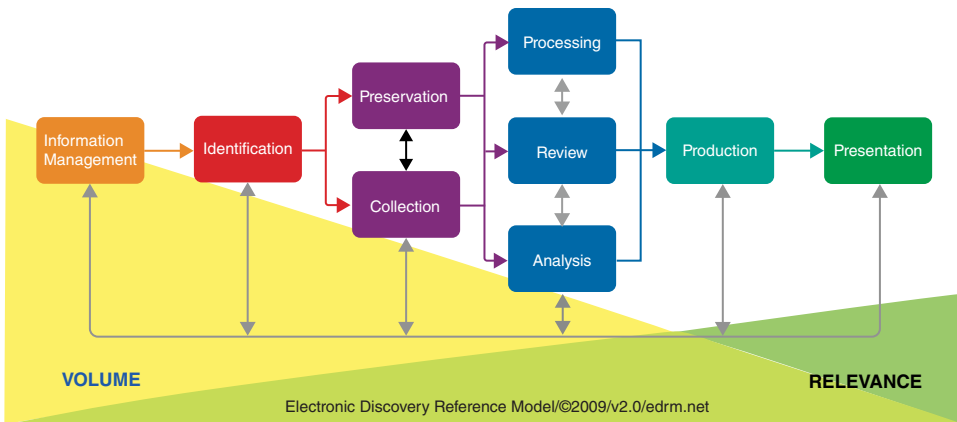 Information
Management
Identification
Preservation
Collection
Processing
Review
Analysis
Production
Presentation
VOLUME
RELEVANCE
Electronic Discovery Reference Model/©2009/v2.0/edrm.net